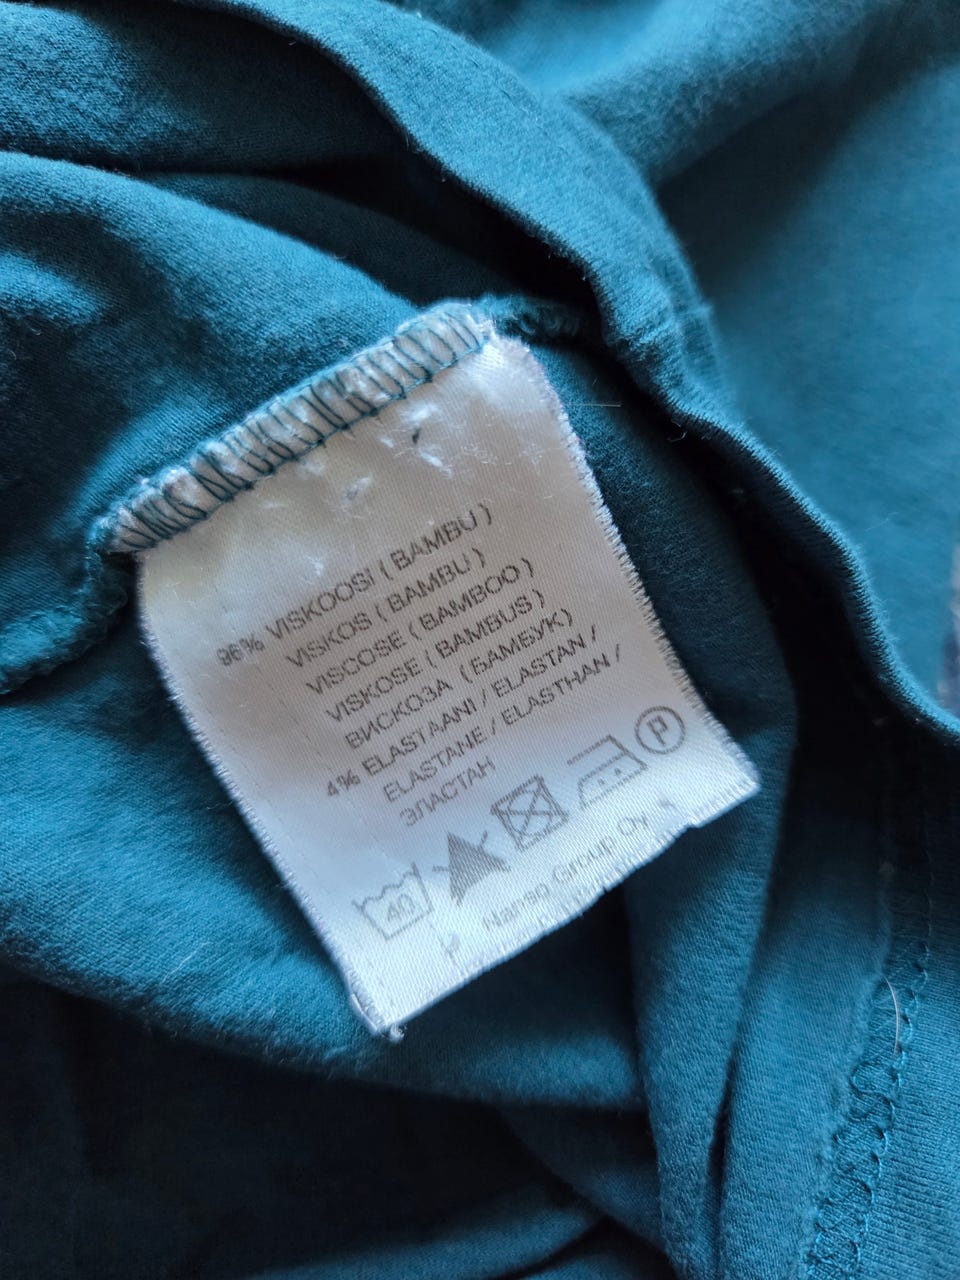 96% VISKOOSI ( BAMBU )
VISKOS ( BAMBU )
VISCOSE ( BAMBOO )
VISKOSE ( BAMBUS )
ВИСКОЗА (БАМБУК)
4% ELASTAANI / ELASTAN /
ELASTANE / ELASTHAN /
ЭЛАСТАН
40 P
Nanso Group Oy